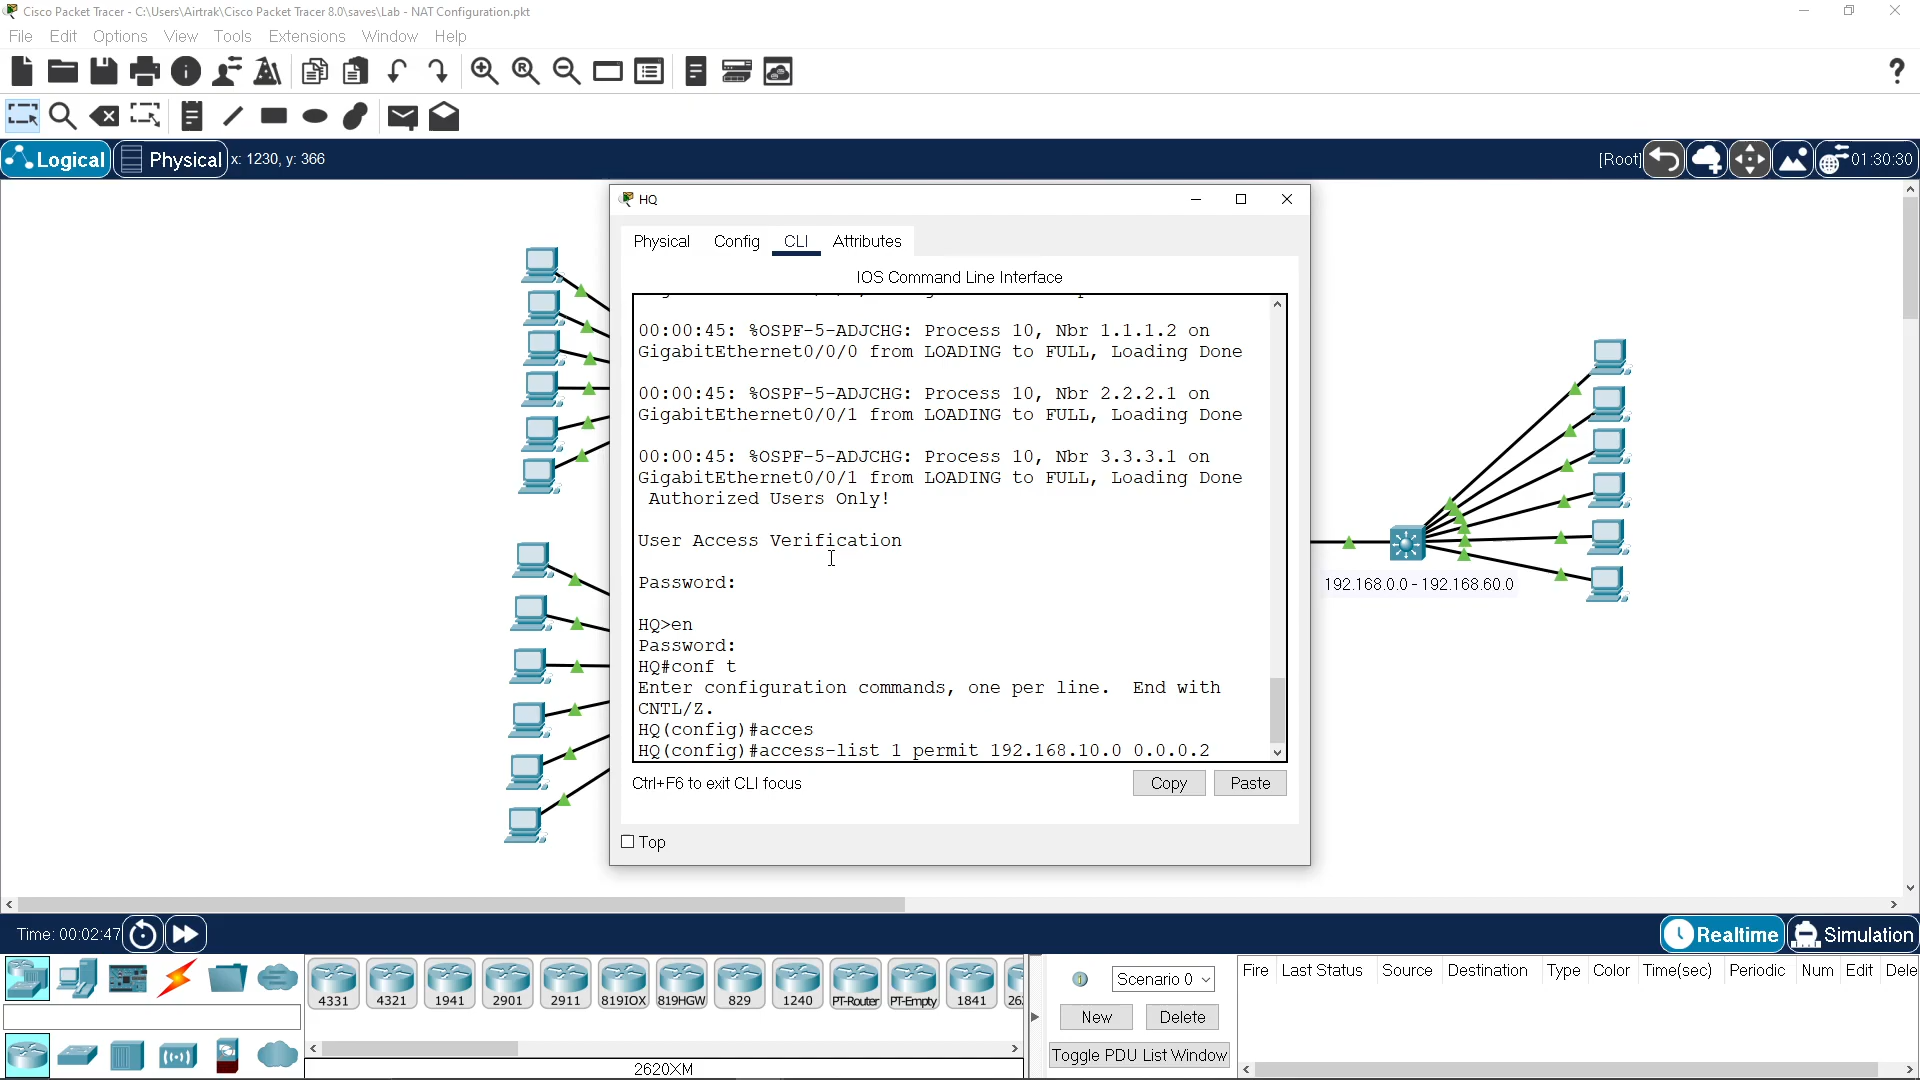 Cisco Packet Tracer - C:\Users\Airtrak\Cisco Packet Tracer 8.0\saves\Lab - NAT Configuration.pkt
File Edit Options View Tools Extensions Window Help
?
Logical Physical x: 1230, y: 366 [Root] 01:30:30
HQ
Physical Config CLI Attributes
IOS Command Line Interface
00:00:45: %OSPF-5-ADJCHG: Process 10, Nbr 1.1.1.2 on
GigabitEthernet0/0/0 from LOADING to FULL, Loading Done
00:00:45: %OSPF-5-ADJCHG: Process 10, Nbr 2.2.2.1 on
GigabitEthernet0/0/1 from LOADING to FULL, Loading Done
00:00:45: %OSPF-5-ADJCHG: Process 10, Nbr 3.3.3.1 on
GigabitEthernet0/0/1 from LOADING to FULL, Loading Done
Authorized Users Only!
User Access Verification
Password:
HQ>en
Password:
HQ#conf t
Enter configuration commands, one per line.  End with
CNTL/Z.
HQ(config)#acces
HQ(config)#access-list 1 permit 192.168.10.0 0.0.0.2
Ctrl+F6 to exit CLI focus Copy Paste
Top
192.168.0.0 - 192.168.60.0
Time: 00:02:47 Realtime Simulation
4331 4321 1941 2901 2911 819IOX 819HGW 829 1240 PT-Router PT-Empty 1841 26
2620XM
Scenario 0
New Delete
Toggle PDU List Window
Fire Last Status Source Destination Type Color Time(sec) Periodic Num Edit Dele